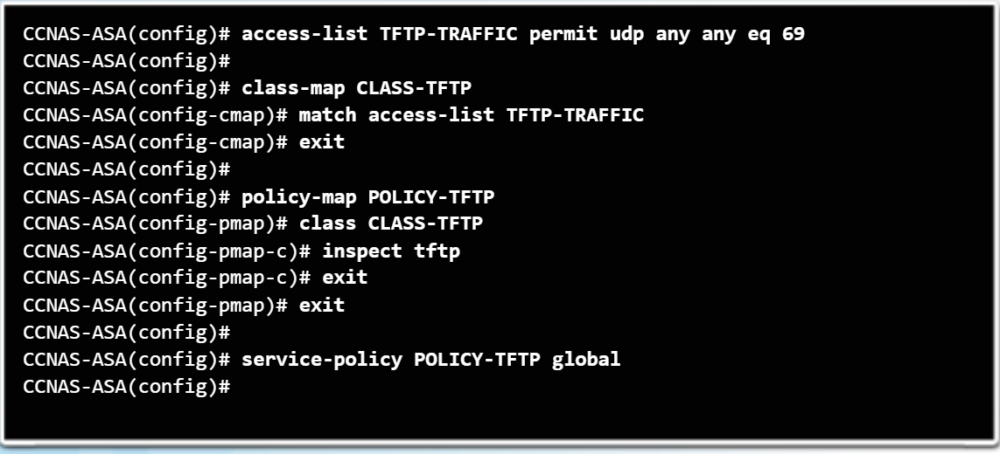 CCNAS-ASA(config)# access-list TFTP-TRAFFIC permit udp any any eq 69
CCNAS-ASA(config)#
CCNAS-ASA(config)# class-map CLASS-TFTP
CCNAS-ASA(config-cmap)# match access-list TFTP-TRAFFIC
CCNAS-ASA(config-cmap)# exit
CCNAS-ASA(config)#
CCNAS-ASA(config)# policy-map POLICY-TFTP
CCNAS-ASA(config-pmap)# class CLASS-TFTP
CCNAS-ASA(config-pmap-c)# inspect tftp
CCNAS-ASA(config-pmap-c)# exit
CCNAS-ASA(config-pmap)# exit
CCNAS-ASA(config)#
CCNAS-ASA(config)# service-policy POLICY-TFTP global
CCNAS-ASA(config)#